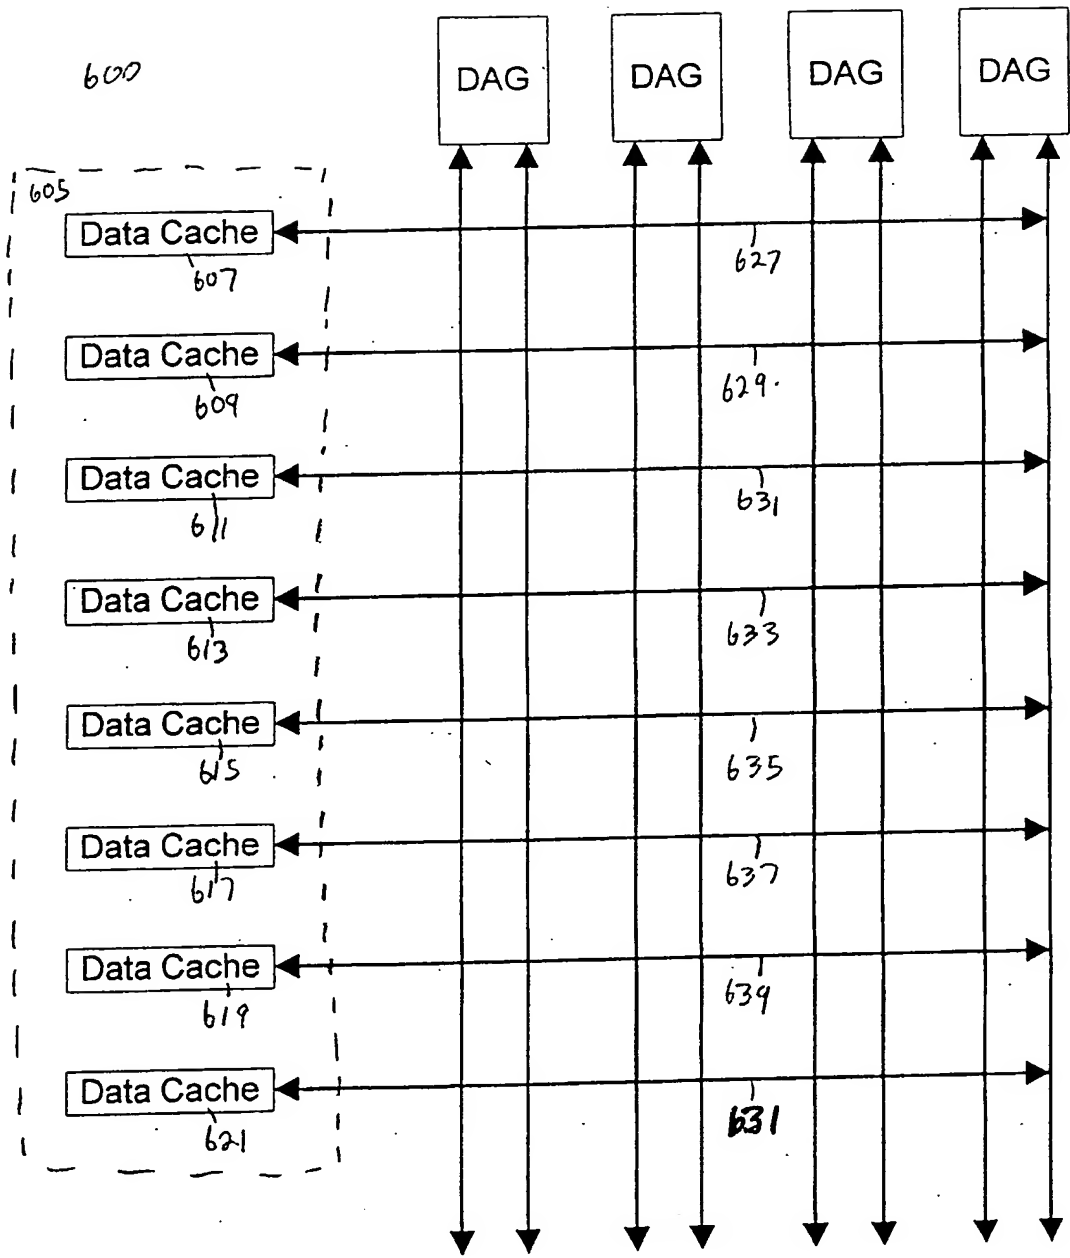 600
DAG DAG DAG DAG
605
Data Cache
607
627
Data Cache
609
629
Data Cache
611
631
Data Cache
613
633
Data Cache
615
635
Data Cache
617
637
Data Cache
619
639
Data Cache
621
631